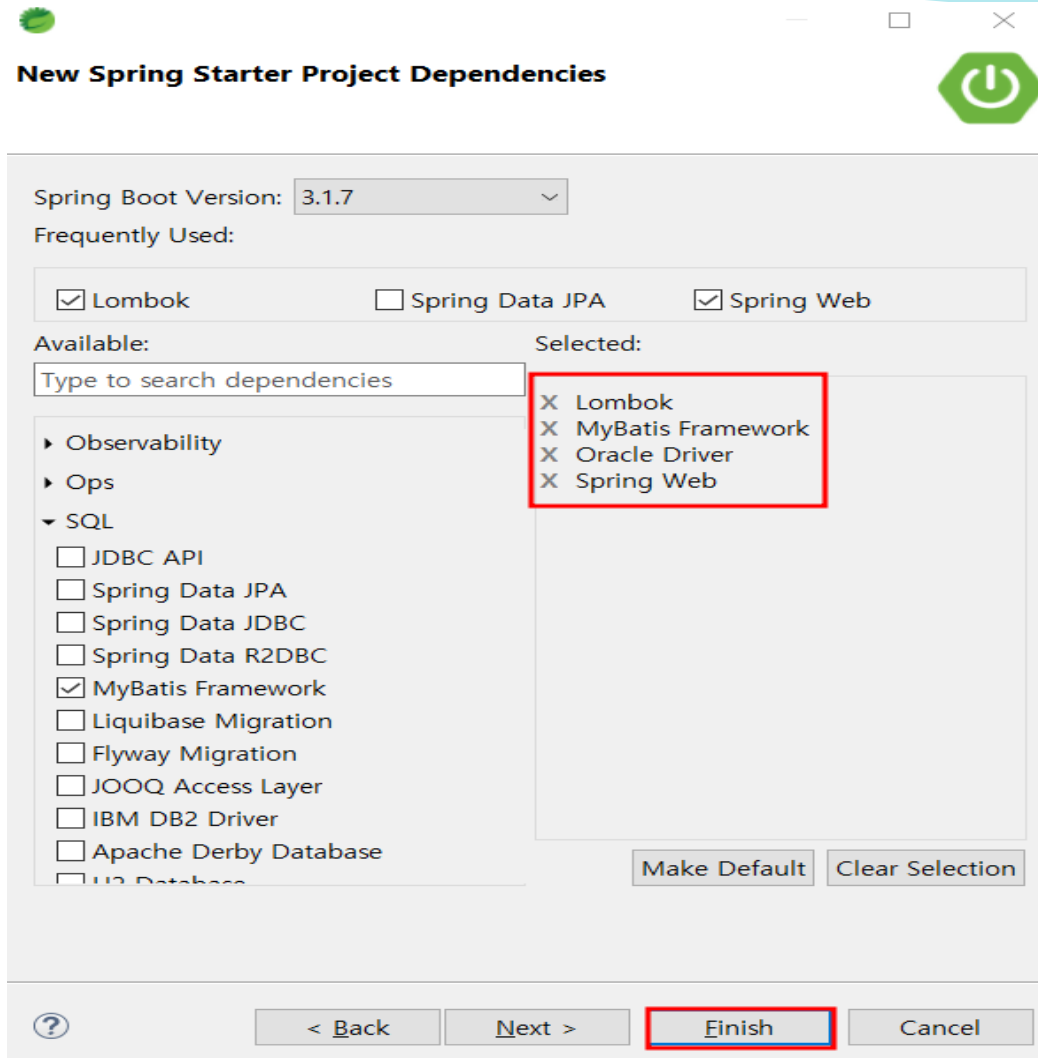 New Spring Starter Project Dependencies
Spring Boot Version: 3.1.7
Frequently Used:
Lombok Spring Data JPA Spring Web
Available: Selected:
Type to search dependencies
X Lombok
X MyBatis Framework
X Oracle Driver
X Spring Web
Observability
Ops
SQL
JDBC API
Spring Data JPA
Spring Data JDBC
Spring Data R2DBC
MyBatis Framework
Liquibase Migration
Flyway Migration
JOOQ Access Layer
IBM DB2 Driver
Apache Derby Database
H2 Database
Make Default Clear Selection
? < Back Next > Finish Cancel